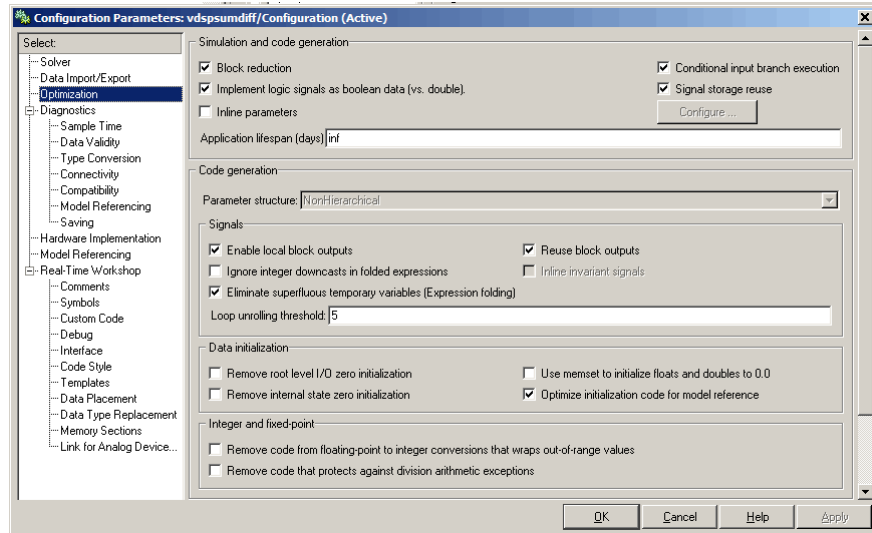 Configuration Parameters: vdspsumdiff/Configuration (Active)
Select:
Solver
Data Import/Export
Optimization
Diagnostics
Sample Time
Data Validity
Type Conversion
Connectivity
Compatibility
Model Referencing
Saving
Hardware Implementation
Model Referencing
Real-Time Workshop
Comments
Symbols
Custom Code
Debug
Interface
Code Style
Templates
Data Placement
Data Type Replacement
Memory Sections
Link for Analog Device...
Simulation and code generation
Block reduction
Conditional input branch execution
Implement logic signals as boolean data (vs. double).
Signal storage reuse
Inline parameters
Configure ...
Application lifespan (days) inf
Code generation
Parameter structure: NonHierarchical
Signals
Enable local block outputs
Reuse block outputs
Ignore integer downcasts in folded expressions
Inline invariant signals
Eliminate superfluous temporary variables (Expression folding)
Loop unrolling threshold: 5
Data initialization
Remove root level I/O zero initialization
Use memset to initialize floats and doubles to 0.0
Remove internal state zero initialization
Optimize initialization code for model reference
Integer and fixed-point
Remove code from floating-point to integer conversions that wraps out-of-range values
Remove code that protects against division arithmetic exceptions
OK
Cancel
Help
Apply